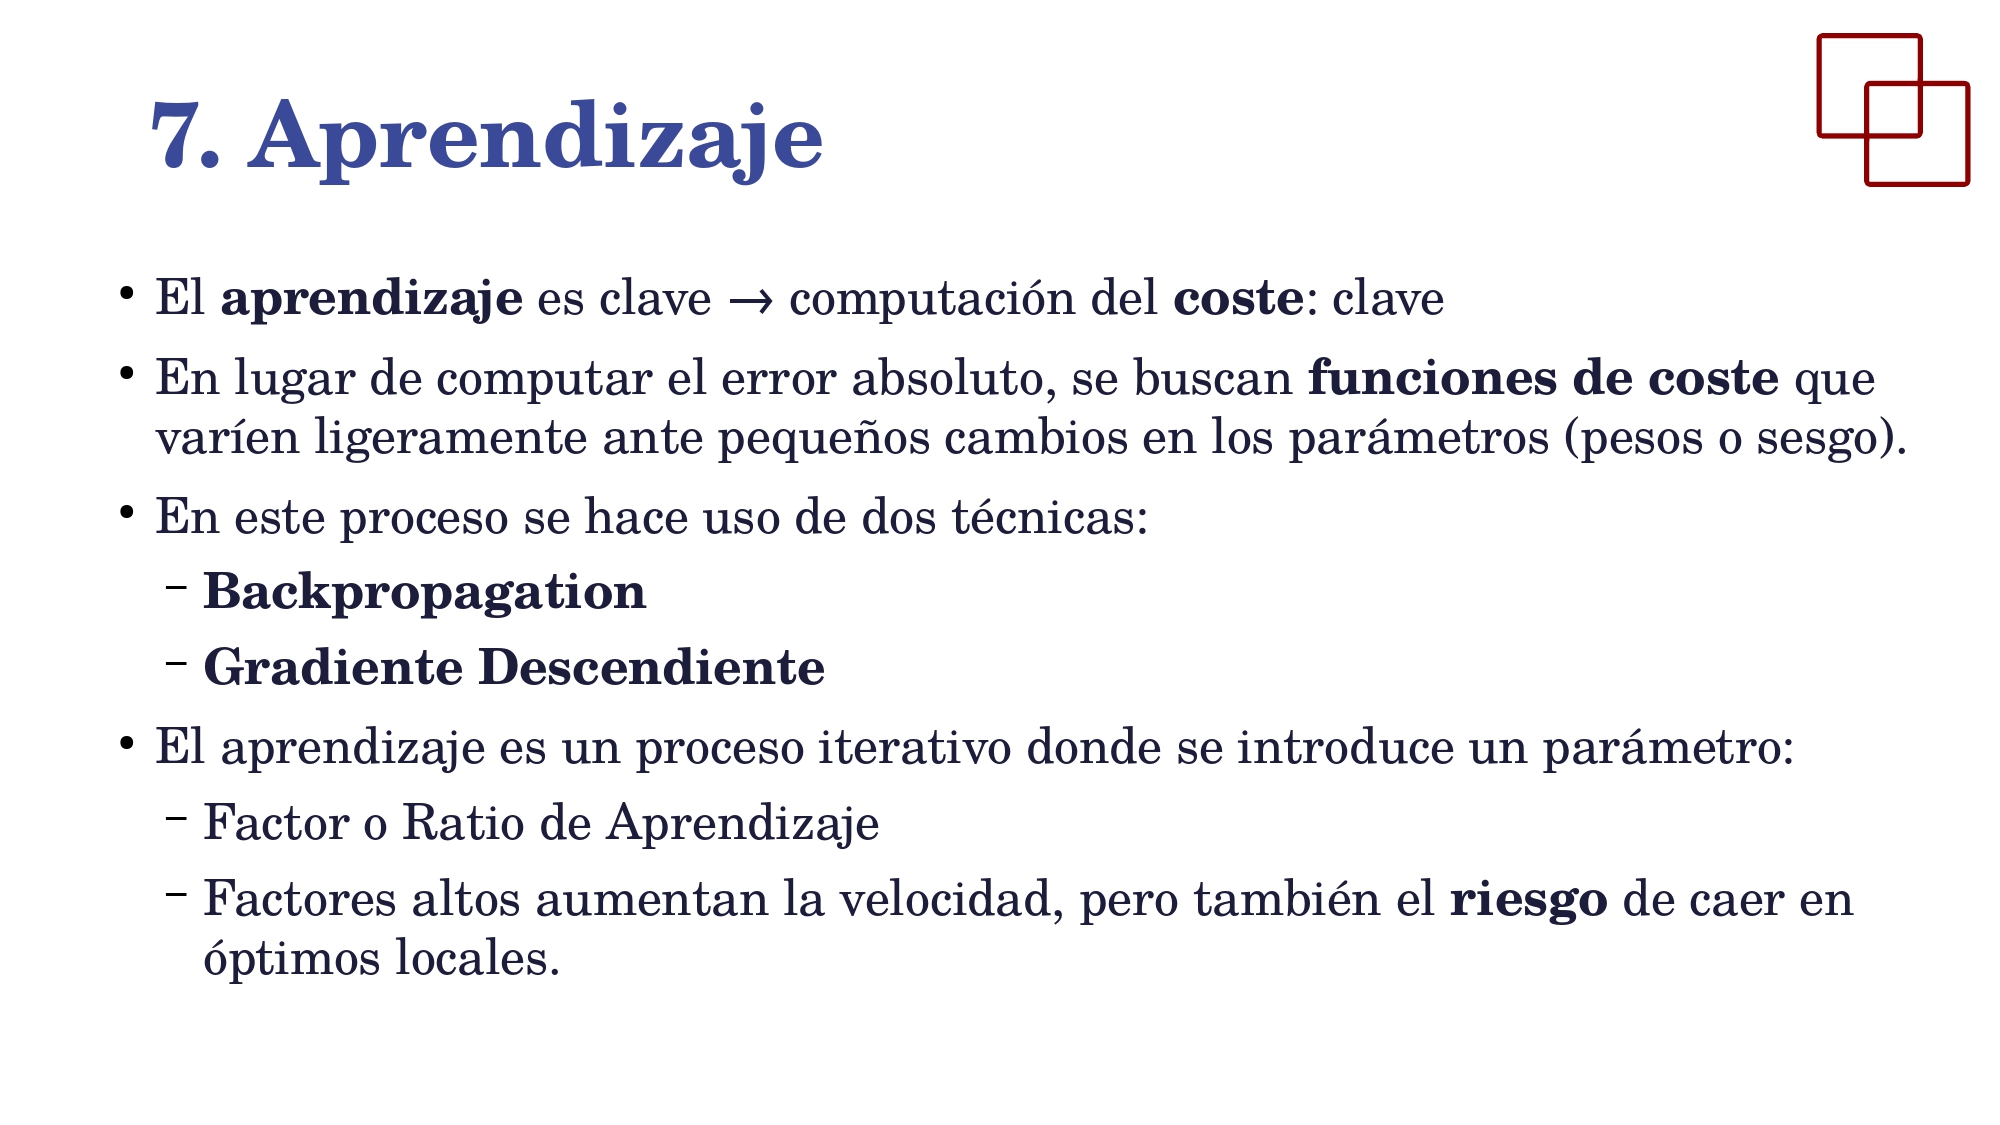 7. Aprendizaje
• El aprendizaje es clave → computación del coste: clave
• En lugar de computar el error absoluto, se buscan funciones de coste que
varíen ligeramente ante pequeños cambios en los parámetros (pesos o sesgo).
• En este proceso se hace uso de dos técnicas:
– Backpropagation
– Gradiente Descendiente
• El aprendizaje es un proceso iterativo donde se introduce un parámetro:
– Factor o Ratio de Aprendizaje
– Factores altos aumentan la velocidad, pero también el riesgo de caer en
óptimos locales.